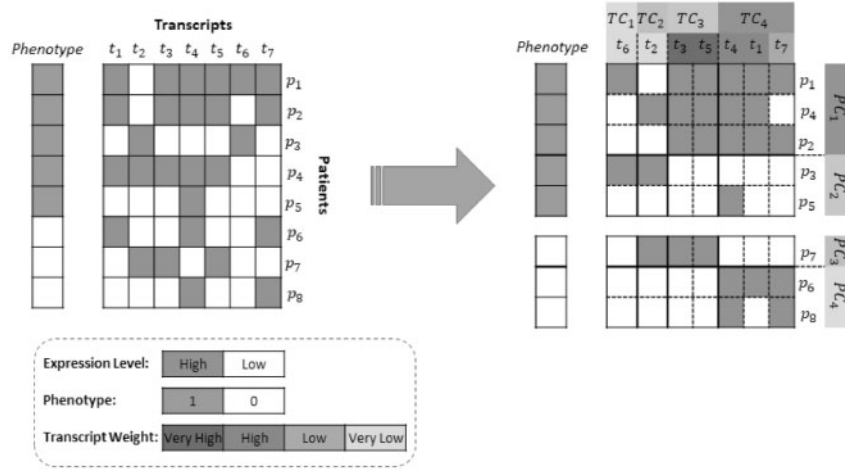 Transcripts
Phenotype t₁ t₂ t₃ t₄ t₅ t₆ t₇
p₁
p₂
p₃
p₄
p₅
p₆
p₇
p₈
Patients
TC₁ TC₂ TC₃ TC₄
Phenotype t₆ t₂ t₃ t₅ t₄ t₁ t₇
p₁
p₄
p₂
p₃
p₅
p₇
p₆
p₈
PC₁
PC₂
PC₃
PC₄
Expression Level: High Low
Phenotype: 1 0
Transcript Weight: Very High High Low Very Low